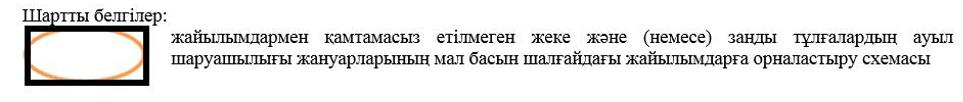 Шартты белгілер:
жайылымдармен қамтамасыз етілмеген жеке және (немесе) заңды тұлғалардың ауыл
шаруашылығы жануарларының мал басын шалғайдағы жайылымдарға орналастыру схемасы